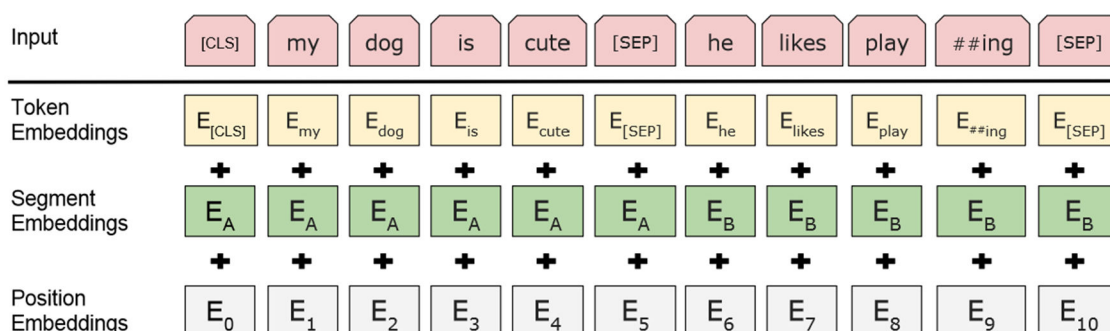 Input [CLS] my dog is cute [SEP] he likes play ##ing [SEP]
Token
Embeddings E[CLS] Emy Edog Eis Ecute E[SEP] Ehe Elikes Eplay E##ing E[SEP]
+ + + + + + + + + + +
Segment
Embeddings EA EA EA EA EA EA EB EB EB EB EB
+ + + + + + + + + + +
Position
Embeddings E0 E1 E2 E3 E4 E5 E6 E7 E8 E9 E10